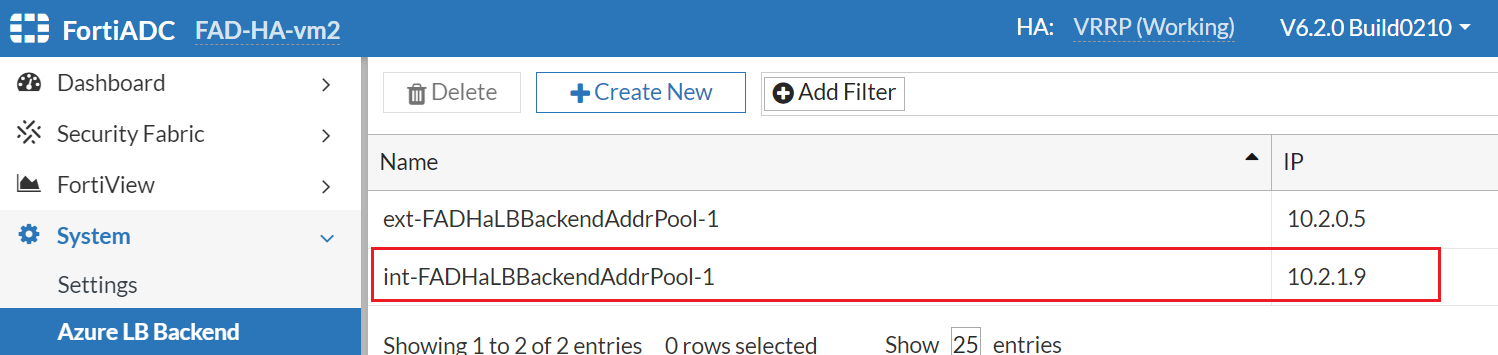 FortiADC FAD-HA-vm2 HA: VRRP (Working) V6.2.0 Build0210
Dashboard
Security Fabric
FortiView
System
Settings
Azure LB Backend
Delete Create New Add Filter
Name IP
ext-FADHaLBBackendAddrPool-1 10.2.0.5
int-FADHaLBBackendAddrPool-1 10.2.1.9
Showing 1 to 2 of 2 entries 0 rows selected Show 25 entries